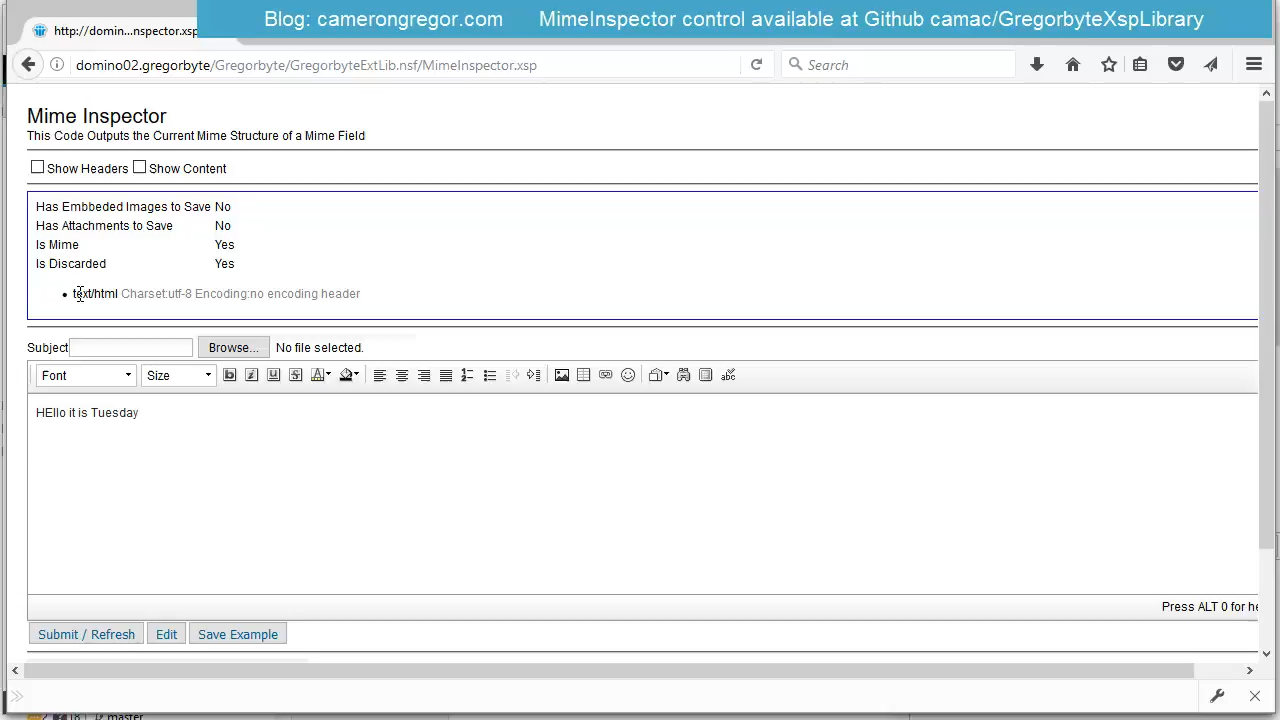 Blog: camerongregor.com MimeInspector control available at Github camac/GregorbyteXspLibrary
http://domin...nspector.xsp
domino02.gregorbyte/Gregorbyte/GregorbyteExtLib.nsf/MimeInspector.xsp Search
Mime Inspector
This Code Outputs the Current Mime Structure of a Mime Field
Show Headers Show Content
Has Embbeded Images to Save No
Has Attachments to Save No
Is Mime Yes
Is Discarded Yes
• text/html Charset:utf-8 Encoding:no encoding header
Subject Browse... No file selected.
Font Size abc
HEllo it is Tuesday
Press ALT 0 for he
Submit / Refresh Edit Save Example
18 master